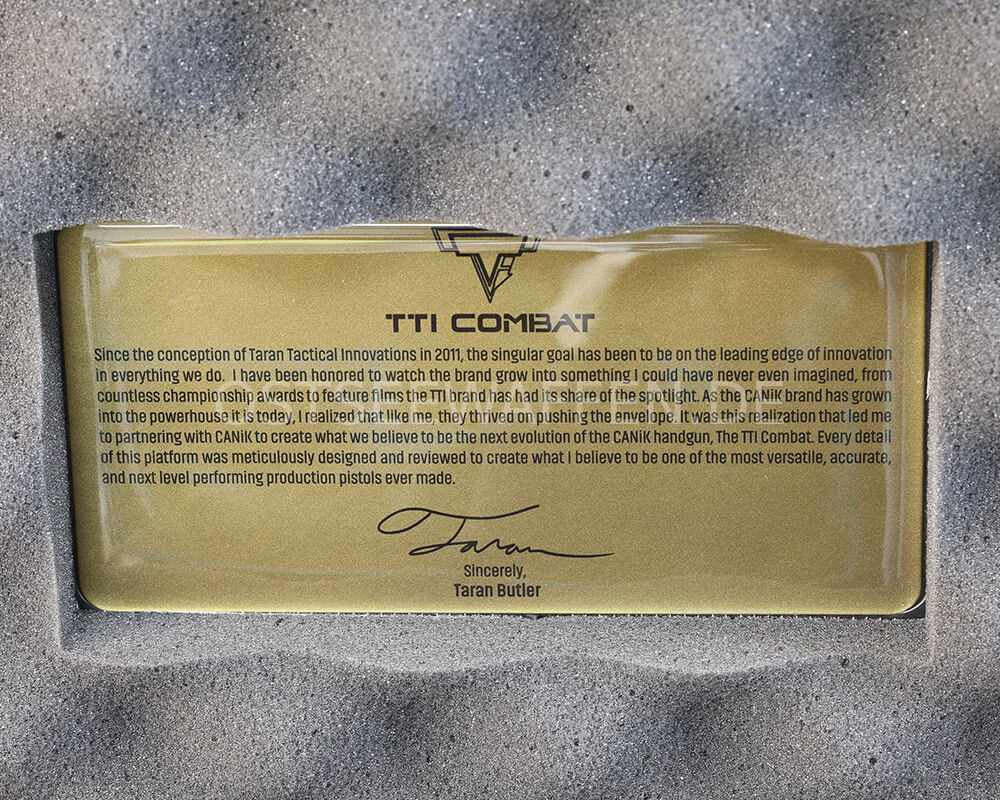 TTI COMBAT
Since the conception of Taran Tactical Innovations in 2011, the singular goal has been to be on the leading edge of innovation
in everything we do. I have been honored to watch the brand grow into something I could have never even imagined, from
countless championship awards to feature films the TTI brand has had its share of the spotlight. As the CANiK brand has grown
into the powerhouse it is today, I realized that like me, they thrived on pushing the envelope. It was this realization that led me
to partnering with CANiK to create what we believe to be the next evolution of the CANiK handgun, The TTI Combat. Every detail
of this platform was meticulously designed and reviewed to create what I believe to be one of the most versatile, accurate,
and next level performing production pistols ever made.
OSTSEEWAFFEN.DE
Taran
Sincerely,
Taran Butler